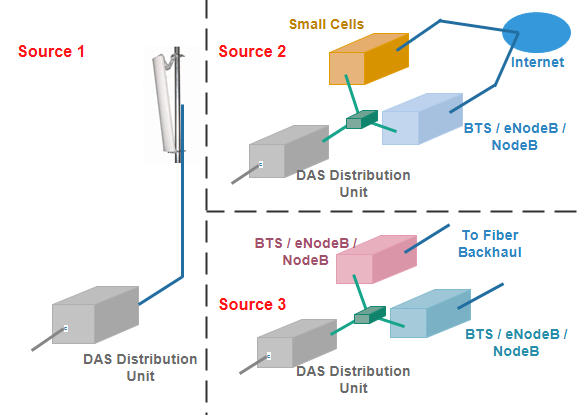 Source 1
DAS Distribution
Unit
Source 2
Small Cells
Internet
BTS / eNodeB /
NodeB
DAS Distribution
Unit
Source 3
BTS / eNodeB /
NodeB
To Fiber
Backhaul
BTS / eNodeB /
NodeB
DAS Distribution
Unit